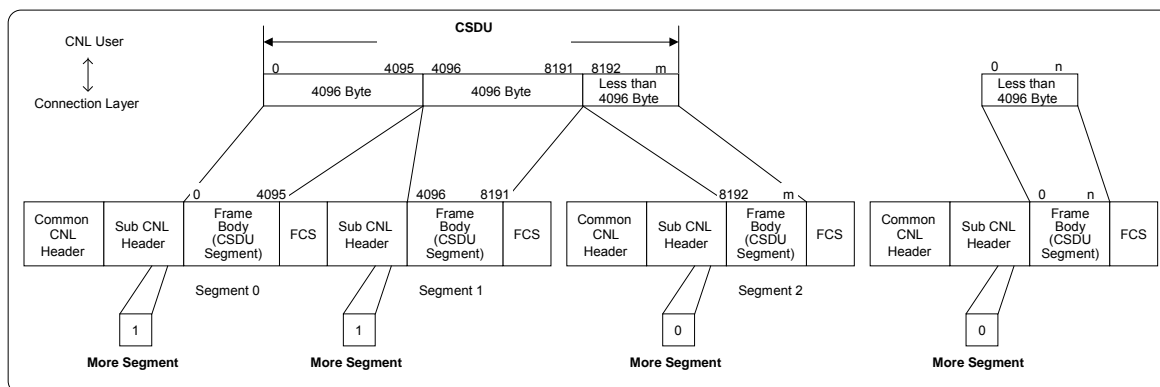 CSDU
CNL User
Connection Layer
0 4095 4096 8191 8192 m
4096 Byte
4096 Byte
Less than
4096 Byte
0 n
Less than
4096 Byte
0 4095
4096 8191
8192 m
0 n
Common
CNL
Header
Sub CNL
Header
Frame
Body
(CSDU
Segment)
FCS
Sub CNL
Header
Frame
Body
(CSDU
Segment)
FCS
Common
CNL
Header
Sub CNL
Header
Frame
Body
(CSDU
Segment)
FCS
Common
CNL
Header
Sub CNL
Header
Frame
Body
(CSDU
Segment)
FCS
Segment 0
Segment 1
Segment 2
1
1
0
0
More Segment
More Segment
More Segment
More Segment